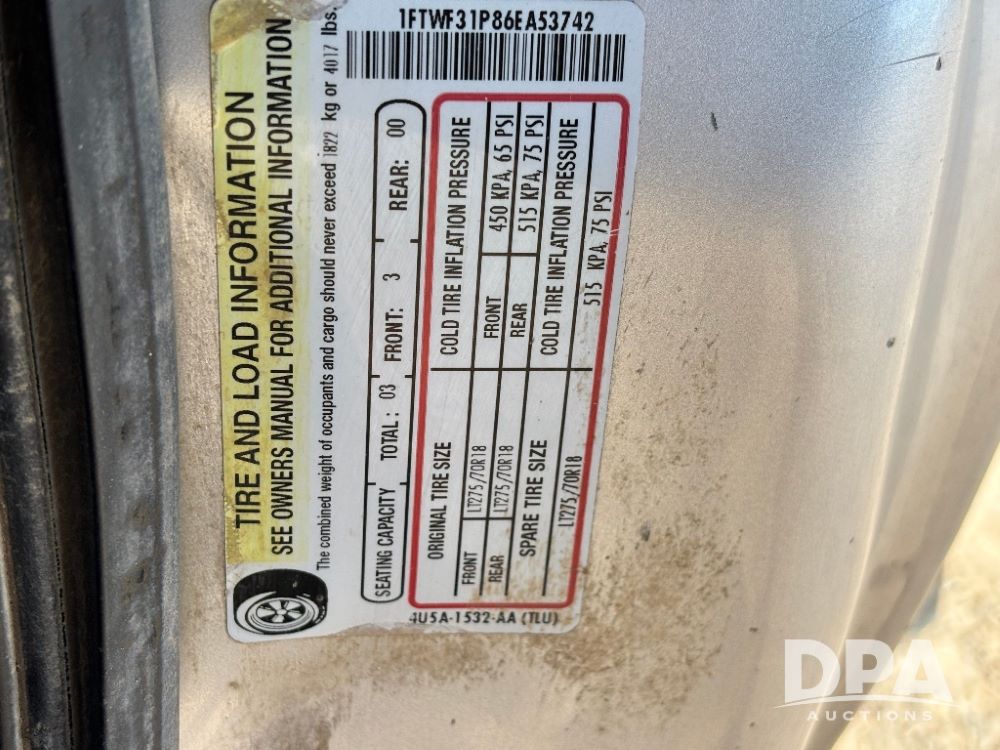 TIRE AND LOAD INFORMATION
SEE OWNERS MANUAL FOR ADDITIONAL INFORMATION
The combined weight of occupants and cargo should never exceed 1822 kg or 4017 lbs.
1FTWF31P86EA53742
SEATING CAPACITY TOTAL: 03 FRONT: 3 REAR: 00
ORIGINAL TIRE SIZE COLD TIRE INFLATION PRESSURE
FRONT LT275/70R18 FRONT 450 KPA, 65 PSI
REAR LT275/70R18 REAR 515 KPA, 75 PSI
SPARE TIRE SIZE COLD TIRE INFLATION PRESSURE
LT275/70R18 515 KPA, 75 PSI
4U5A-1532-AA (TLU)
DPA
AUCTIONS